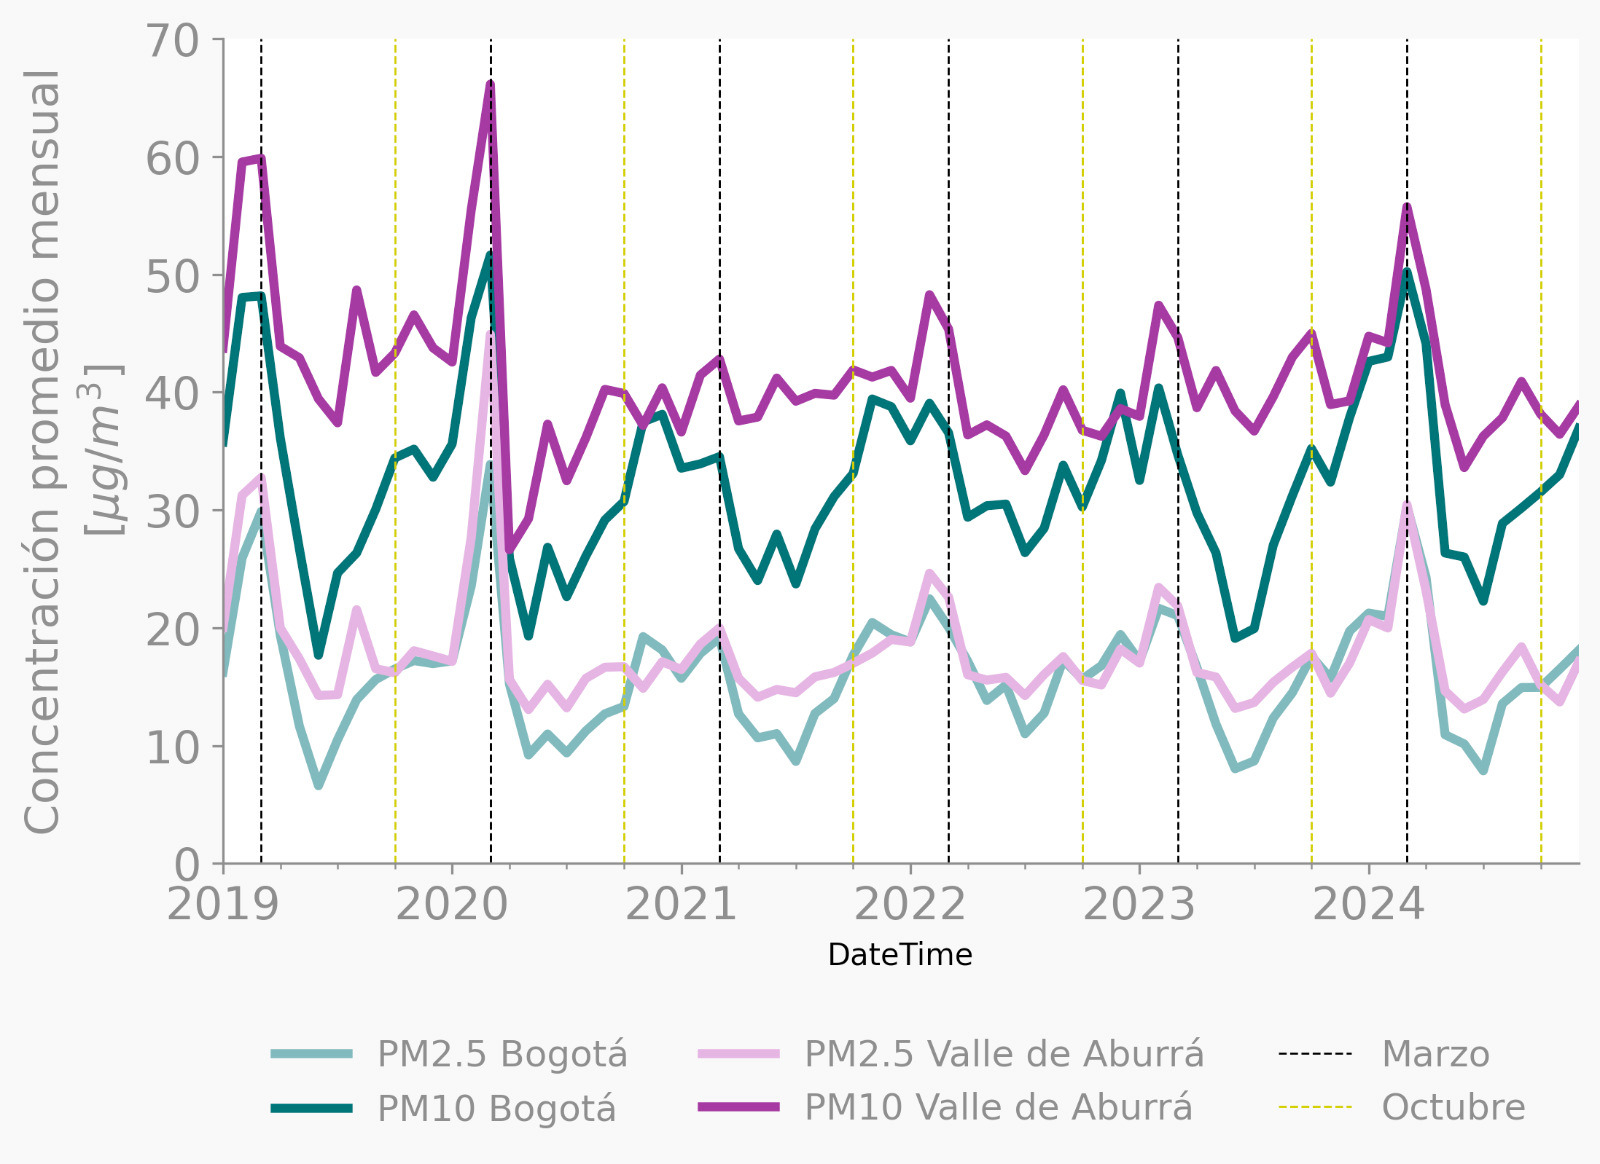 Concentración promedio mensual
[μg/m³]
70
60
50
40
30
20
10
0
2019 2020 2021 2022 2023 2024
DateTime
PM2.5 Bogotá PM2.5 Valle de Aburrá Marzo
PM10 Bogotá PM10 Valle de Aburrá Octubre